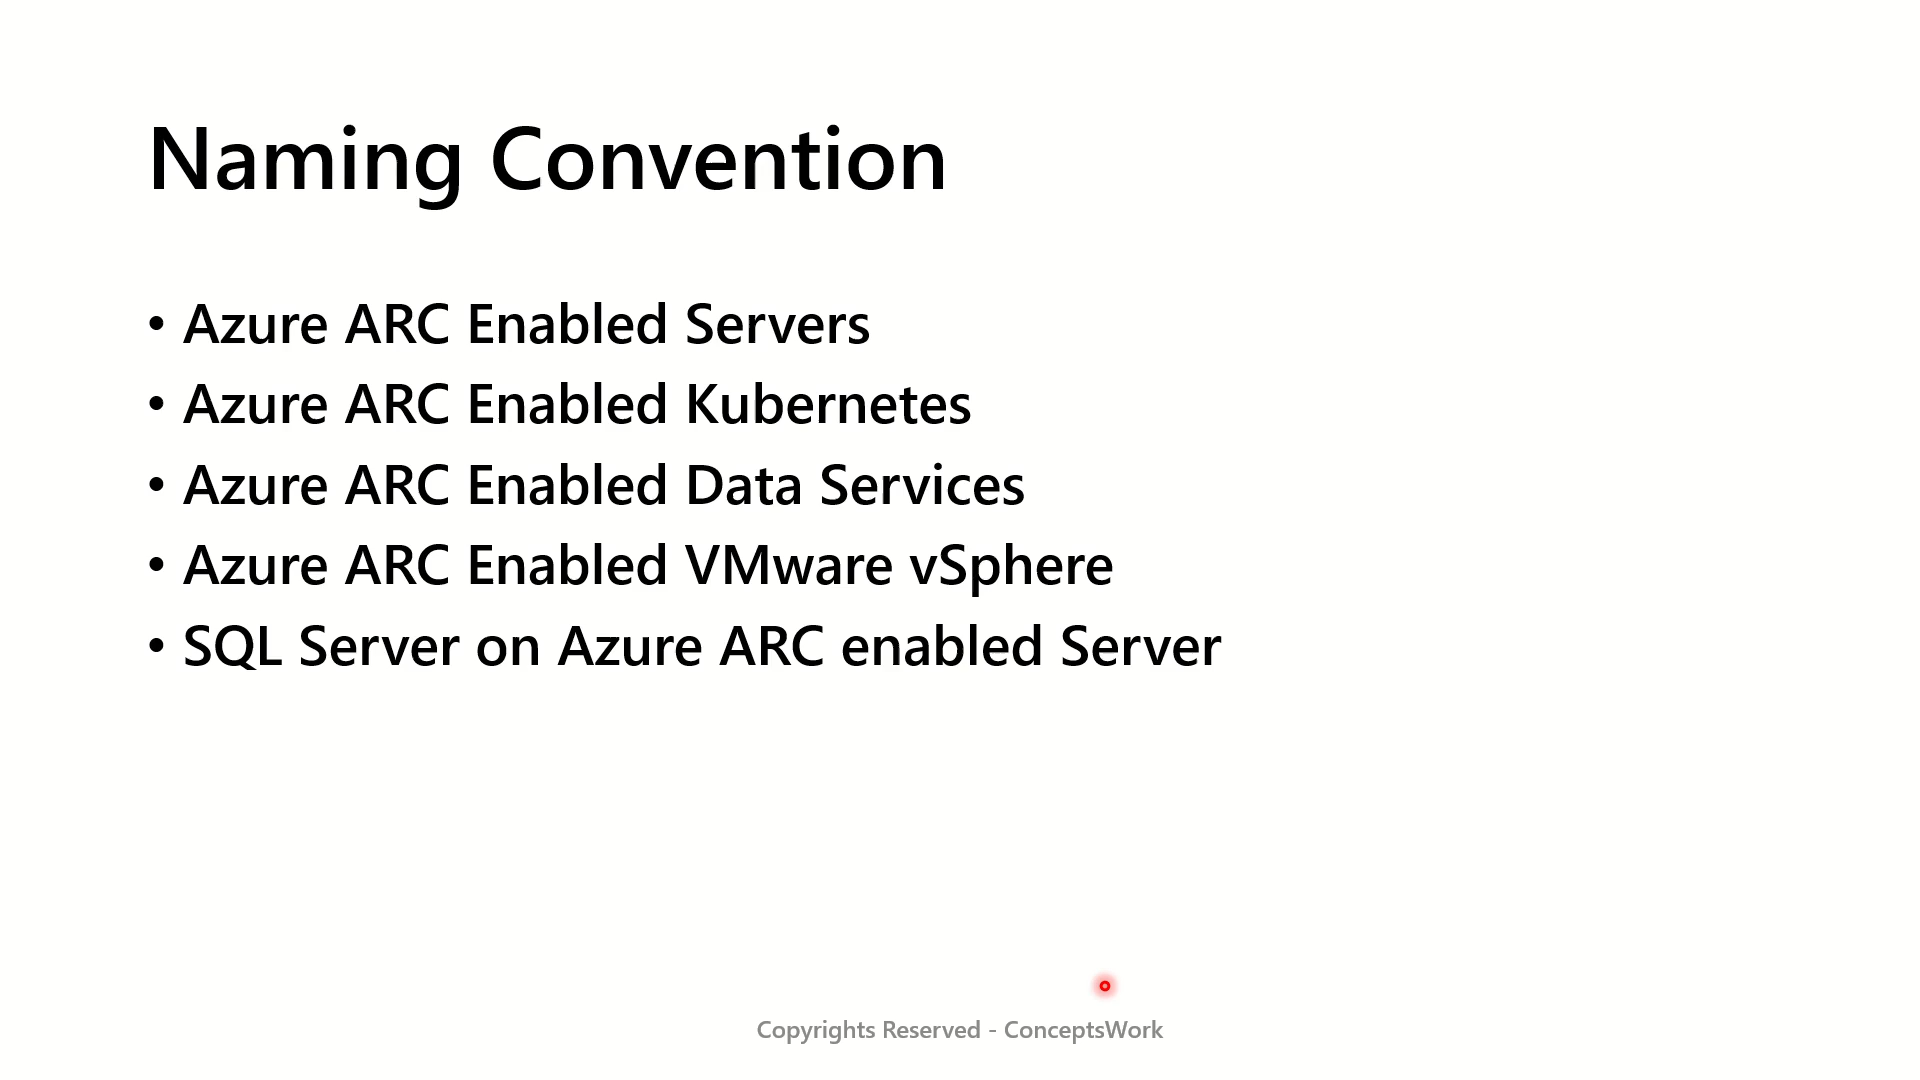 Naming Convention
• Azure ARC Enabled Servers
• Azure ARC Enabled Kubernetes
• Azure ARC Enabled Data Services
• Azure ARC Enabled VMware vSphere
• SQL Server on Azure ARC enabled Server
Copyrights Reserved - ConceptsWork